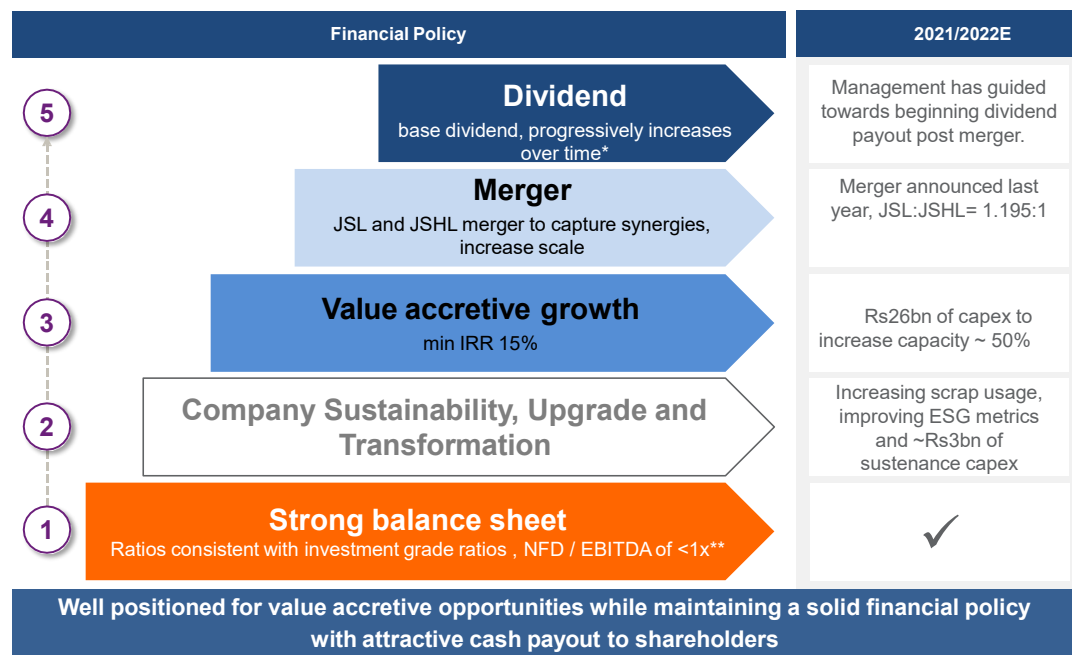 Financial Policy
2021/2022E
5
Dividend
base dividend, progressively increases
over time*
Management has guided
towards beginning dividend
payout post merger.
4
Merger
JSL and JSHL merger to capture synergies,
increase scale
Merger announced last
year, JSL:JSHL= 1.195:1
3
Value accretive growth
min IRR 15%
Rs26bn of capex to
increase capacity ~ 50%
2
Company Sustainability, Upgrade and
Transformation
Increasing scrap usage,
improving ESG metrics
and ~Rs3bn of
sustenance capex
1
Strong balance sheet
Ratios consistent with investment grade ratios , NFD / EBITDA of <1x**
✓
Well positioned for value accretive opportunities while maintaining a solid financial policy
with attractive cash payout to shareholders